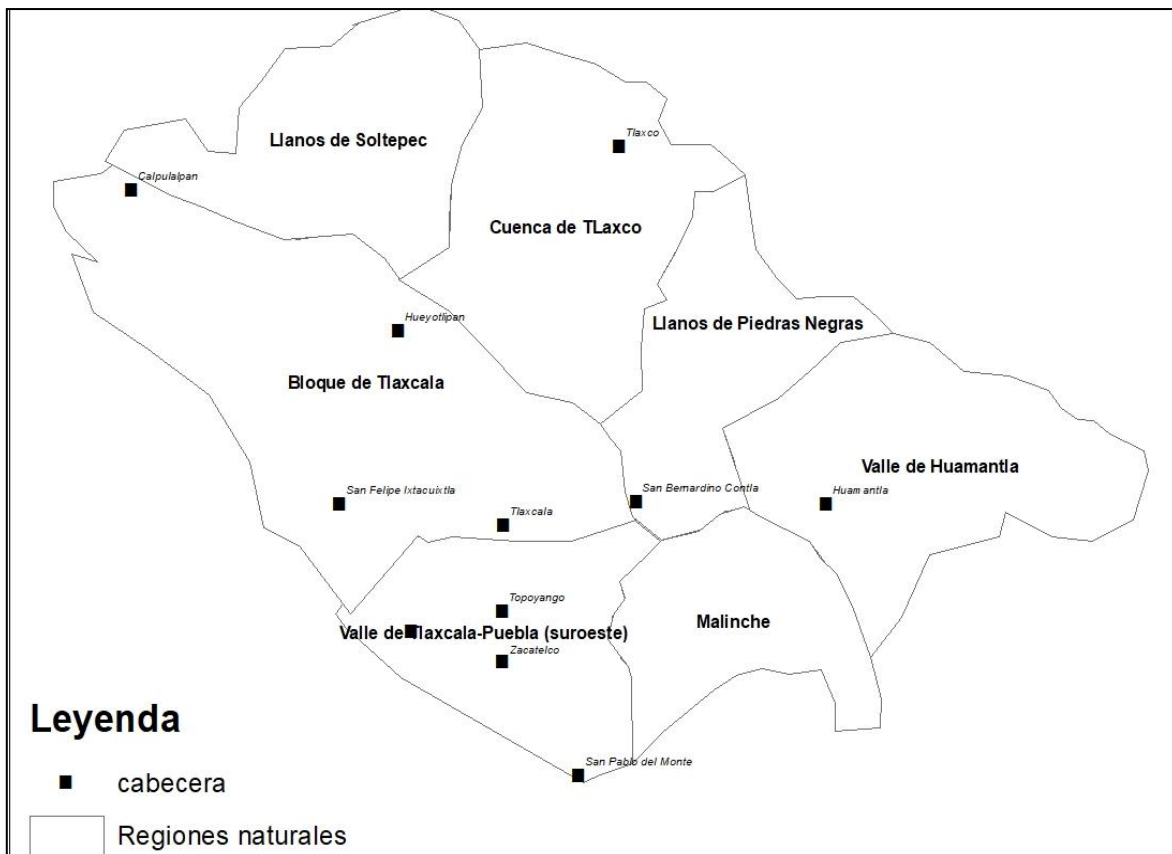 Llanos de Soltepec
Tlaxco
Calpulalpan
Cuenca de TLaxco
Hueyotlipan
Llanos de Piedras Negras
Bloque de Tlaxcala
Valle de Huamantla
San Felipe Ixtacuixtla
San Bernardino Contla
Huamantla
Tlaxcala
Topoyango
Malinche
Valle de Tlaxcala-Puebla (suroeste)
Zacatelco
San Pablo del Monte
Leyenda
cabecera
Regiones naturales